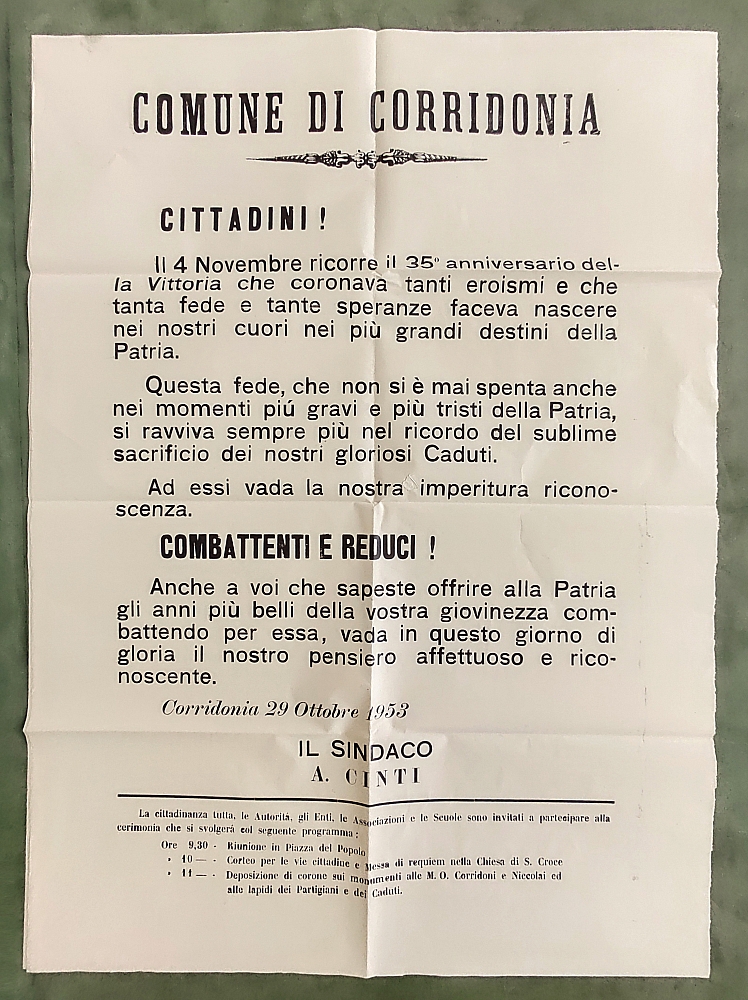 COMUNE DI CORRIDONIA
CITTADINI !
Il 4 Novembre ricorre il 35° anniversario del-
la Vittoria che coronava tanti eroismi e che
tanta fede e tante speranze faceva nascere
nei nostri cuori nei più grandi destini della
Patria.
Questa fede, che non si è mai spenta anche
nei momenti piú gravi e più tristi della Patria,
si ravviva sempre più nel ricordo del sublime
sacrificio dei nostri gloriosi Caduti.
Ad essi vada la nostra imperitura ricono-
scenza.
COMBATTENTI E REDUCI !
Anche a voi che sapeste offrire alla Patria
gli anni più belli della vostra giovinezza com-
battendo per essa, vada in questo giorno di
gloria il nostro pensiero affettuoso e rico-
noscente.
Corridonia 29 Ottobre 1953
IL SINDACO
A. CINTI
La cittadinanza tutta, le Autorità, gli Enti, le Associazioni e le Scuole sono invitati a partecipare alla
cerimonia che si svolgerà col seguente programma :
Ore 9,30 - Riunione in Piazza del Popolo
» 10 — - Corteo per le vie cittadine e Messa di requiem nella Chiesa di S. Croce
» 11 — - Deposizione di corone sui monumenti alle M. O. Corridoni e Niccolai ed
alle lapidi dei Partigiani e dei Caduti.